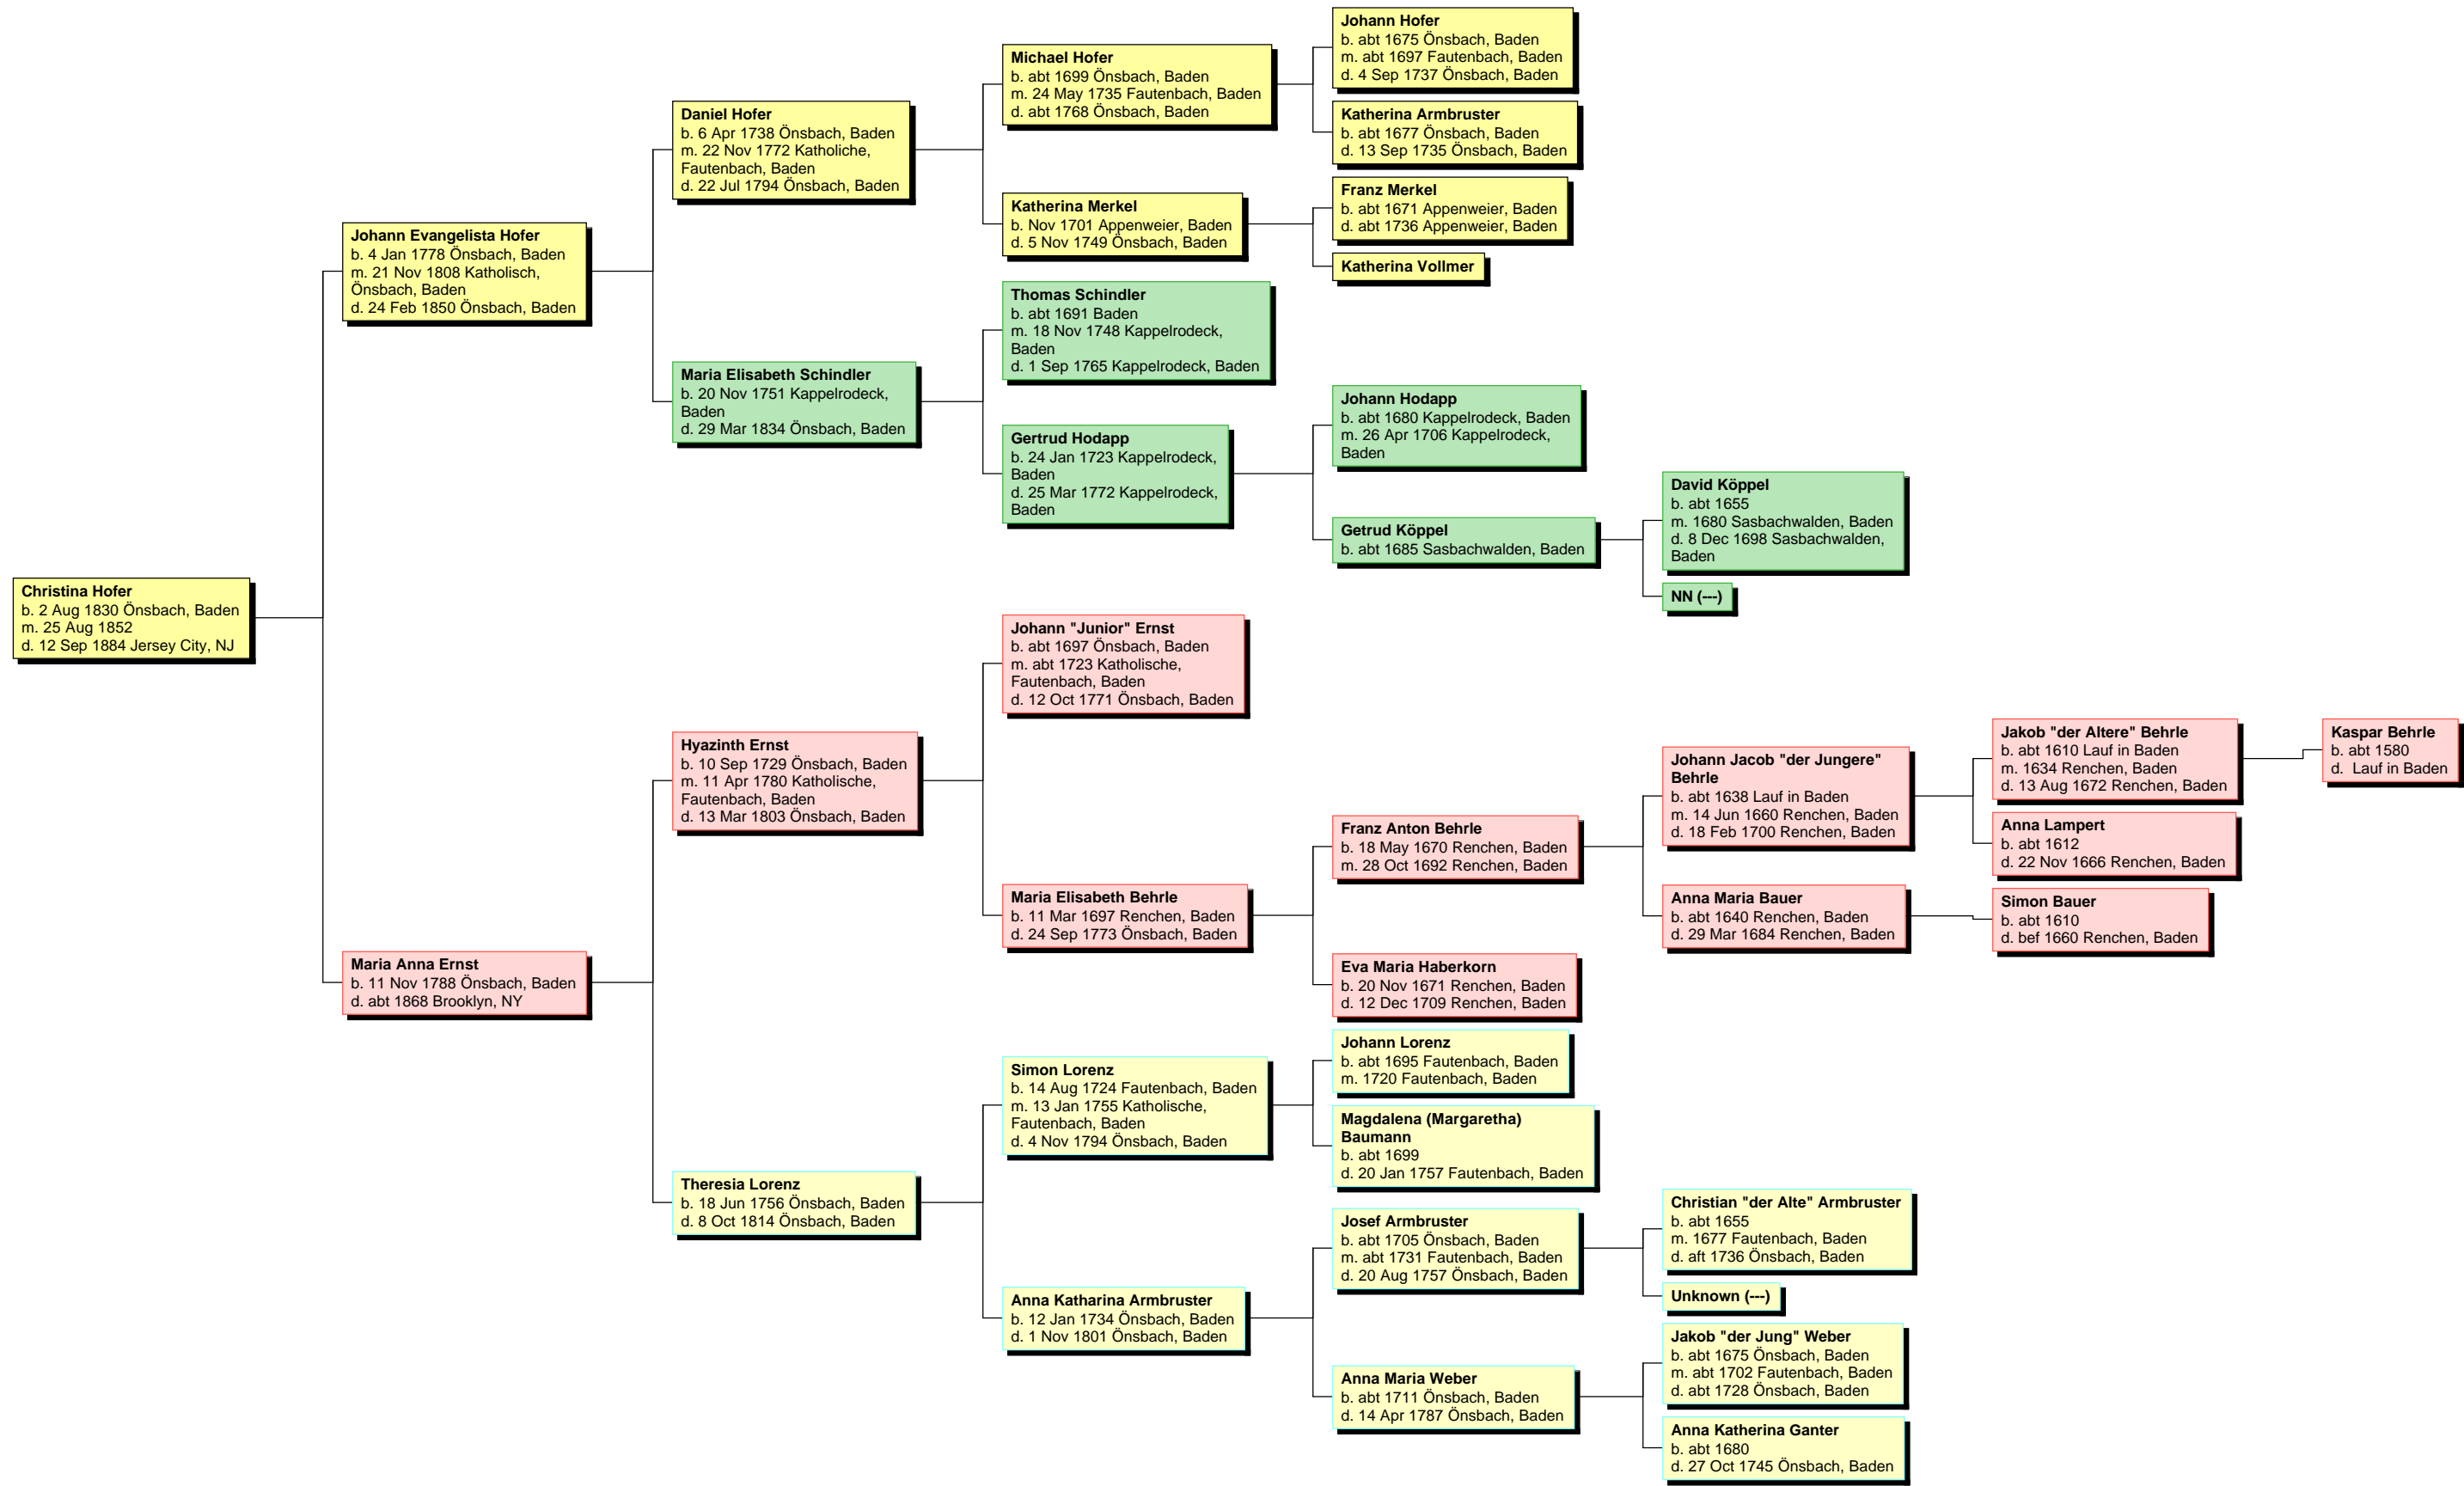 Christina Hofer
b. 2 Aug 1830 Önsbach, Baden
m. 25 Aug 1852
d. 12 Sep 1884 Jersey City, NJ
Johann Evangelista Hofer
b. 4 Jan 1778 Önsbach, Baden
m. 21 Nov 1808 Katholisch,
Önsbach, Baden
d. 24 Feb 1850 Önsbach, Baden
Maria Anna Ernst
b. 11 Nov 1788 Önsbach, Baden
d. abt 1868 Brooklyn, NY
Daniel Hofer
b. 6 Apr 1738 Önsbach, Baden
m. 22 Nov 1772 Katholiche,
Fautenbach, Baden
d. 22 Jul 1794 Önsbach, Baden
Maria Elisabeth Schindler
b. 20 Nov 1751 Kappelrodeck,
Baden
d. 29 Mar 1834 Önsbach, Baden
Hyazinth Ernst
b. 10 Sep 1729 Önsbach, Baden
m. 11 Apr 1780 Katholische,
Fautenbach, Baden
d. 13 Mar 1803 Önsbach, Baden
Theresia Lorenz
b. 18 Jun 1756 Önsbach, Baden
d. 8 Oct 1814 Önsbach, Baden
Michael Hofer
b. abt 1699 Önsbach, Baden
m. 24 May 1735 Fautenbach, Baden
d. abt 1768 Önsbach, Baden
Katherina Merkel
b. Nov 1701 Appenweier, Baden
d. 5 Nov 1749 Önsbach, Baden
Thomas Schindler
b. abt 1691 Baden
m. 18 Nov 1748 Kappelrodeck,
Baden
d. 1 Sep 1765 Kappelrodeck, Baden
Gertrud Hodapp
b. 24 Jan 1723 Kappelrodeck,
Baden
d. 25 Mar 1772 Kappelrodeck,
Baden
Johann "Junior" Ernst
b. abt 1697 Önsbach, Baden
m. abt 1723 Katholische,
Fautenbach, Baden
d. 12 Oct 1771 Önsbach, Baden
Maria Elisabeth Behrle
b. 11 Mar 1697 Renchen, Baden
d. 24 Sep 1773 Önsbach, Baden
Simon Lorenz
b. 14 Aug 1724 Fautenbach, Baden
m. 13 Jan 1755 Katholische,
Fautenbach, Baden
d. 4 Nov 1794 Önsbach, Baden
Anna Katharina Armbruster
b. 12 Jan 1734 Önsbach, Baden
d. 1 Nov 1801 Önsbach, Baden
Johann Hofer
b. abt 1675 Önsbach, Baden
m. abt 1697 Fautenbach, Baden
d. 4 Sep 1737 Önsbach, Baden
Katherina Armbruster
b. abt 1677 Önsbach, Baden
d. 13 Sep 1735 Önsbach, Baden
Franz Merkel
b. abt 1671 Appenweier, Baden
d. abt 1736 Appenweier, Baden
Katherina Vollmer
Johann Hodapp
b. abt 1680 Kappelrodeck, Baden
m. 26 Apr 1706 Kappelrodeck,
Baden
Getrud Köppel
b. abt 1685 Sasbachwalden, Baden
Franz Anton Behrle
b. 18 May 1670 Renchen, Baden
m. 28 Oct 1692 Renchen, Baden
Eva Maria Haberkorn
b. 20 Nov 1671 Renchen, Baden
d. 12 Dec 1709 Renchen, Baden
Johann Lorenz
b. abt 1695 Fautenbach, Baden
m. 1720 Fautenbach, Baden
Magdalena (Margaretha)
Baumann
b. abt 1699
d. 20 Jan 1757 Fautenbach, Baden
Josef Armbruster
b. abt 1705 Önsbach, Baden
m. abt 1731 Fautenbach, Baden
d. 20 Aug 1757 Önsbach, Baden
Anna Maria Weber
b. abt 1711 Önsbach, Baden
d. 14 Apr 1787 Önsbach, Baden
David Köppel
b. abt 1655
m. 1680 Sasbachwalden, Baden
d. 8 Dec 1698 Sasbachwalden,
Baden
NN (---)
Johann Jacob "der Jungere"
Behrle
b. abt 1638 Lauf in Baden
m. 14 Jun 1660 Renchen, Baden
d. 18 Feb 1700 Renchen, Baden
Anna Maria Bauer
b. abt 1640 Renchen, Baden
d. 29 Mar 1684 Renchen, Baden
Christian "der Alte" Armbruster
b. abt 1655
m. 1677 Fautenbach, Baden
d. aft 1736 Önsbach, Baden
Unknown (---)
Jakob "der Jung" Weber
b. abt 1675 Önsbach, Baden
m. abt 1702 Fautenbach, Baden
d. abt 1728 Önsbach, Baden
Anna Katherina Ganter
b. abt 1680
d. 27 Oct 1745 Önsbach, Baden
Jakob "der Altere" Behrle
b. abt 1610 Lauf in Baden
m. 1634 Renchen, Baden
d. 13 Aug 1672 Renchen, Baden
Anna Lampert
b. abt 1612
d. 22 Nov 1666 Renchen, Baden
Simon Bauer
b. abt 1610
d. bef 1660 Renchen, Baden
Kaspar Behrle
b. abt 1580
d. Lauf in Baden